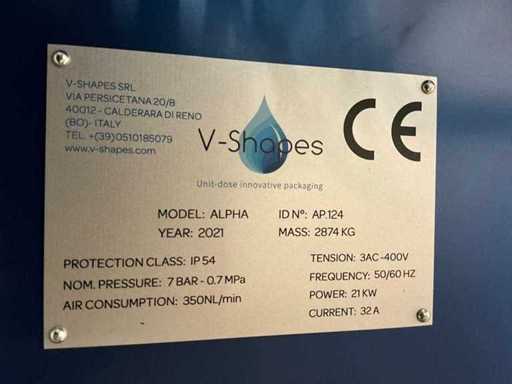 V-SHAPES SRL
VIA PERSICETANA 20/B
40012 - CALDERARA DI RENO
(BO)- ITALY
TEL. +(39)0510185079
www.v-shapes.com
V-Shapes
Unit-dose innovative packaging
CE
MODEL: ALPHA
ID N°: AP.124
YEAR: 2021
MASS: 2874 KG
PROTECTION CLASS: IP 54
NOM. PRESSURE: 7 BAR - 0.7 MPa
AIR CONSUMPTION: 350NL/min
TENSION: 3AC-400V
FREQUENCY: 50/60 HZ
POWER: 21 KW
CURRENT: 32 A